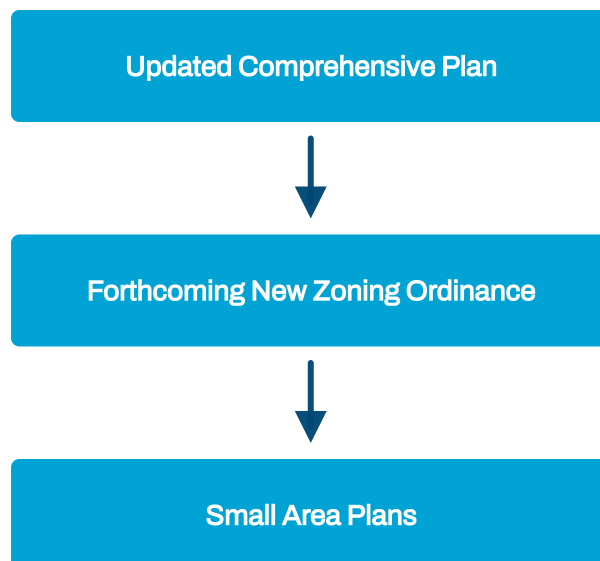 Updated Comprehensive Plan
Forthcoming New Zoning Ordinance
Small Area Plans